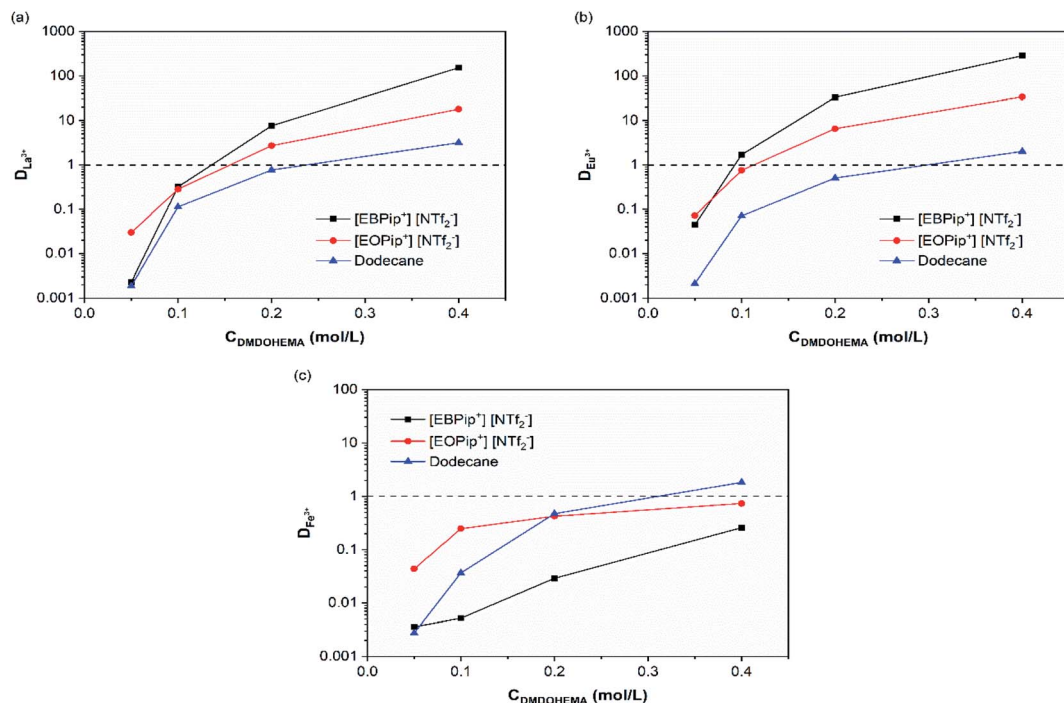 (a)
1000
100
10
1
0.1
0.01
0.001
D La³⁺
[EBPip⁺] [NTf₂⁻]
[EOPip⁺] [NTf₂⁻]
Dodecane
0.0 0.1 0.2 0.3 0.4
C DMDOHEMA (mol/L)
(b)
1000
100
10
1
0.1
0.01
0.001
D Eu³⁺
[EBPip⁺] [NTf₂⁻]
[EOPip⁺] [NTf₂⁻]
Dodecane
0.0 0.1 0.2 0.3 0.4
C DMDOHEMA (mol/L)
(c)
100
10
1
0.1
0.01
0.001
D Fe³⁺
[EBPip⁺] [NTf₂⁻]
[EOPip⁺] [NTf₂⁻]
Dodecane
0.0 0.1 0.2 0.3 0.4
C DMDOHEMA (mol/L)